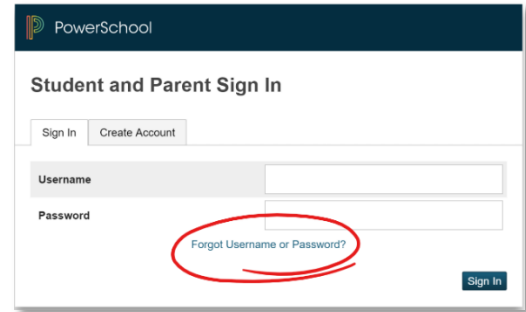 PowerSchool
Student and Parent Sign In
Sign In Create Account
Username
Password
Forgot Username or Password?
Sign In